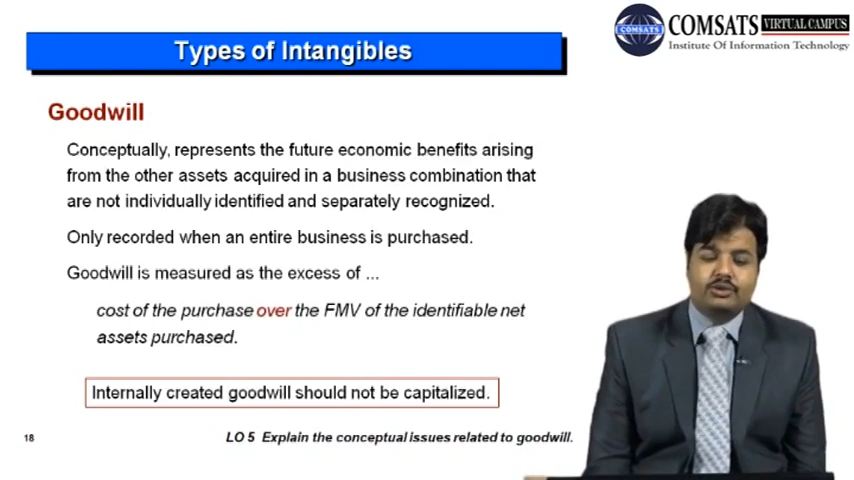 Types of Intangibles
COMSATS VIRTUAL CAMPUS
Institute Of Information Technology
Goodwill
Conceptually, represents the future economic benefits arising
from the other assets acquired in a business combination that
are not individually identified and separately recognized.
Only recorded when an entire business is purchased.
Goodwill is measured as the excess of ...
cost of the purchase over the FMV of the identifiable net
assets purchased.
Internally created goodwill should not be capitalized.
18
LO 5 Explain the conceptual issues related to goodwill.